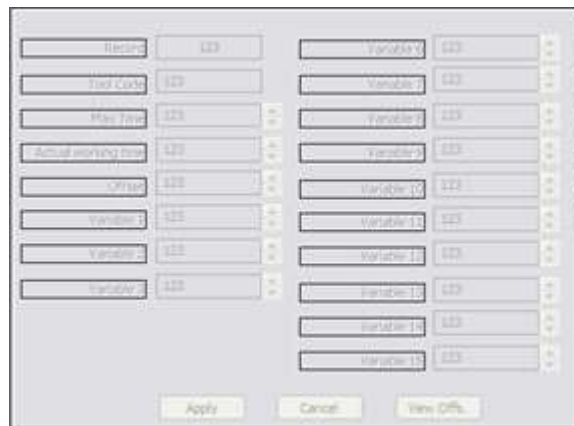 Record 123
Tool Code 123
Max Time 123
Actual working time 123
Offset 123
Variable 1 123
Variable 2 123
Variable 3 123
Variable 6 123
Variable 7 123
Variable 8 123
Variable 9 123
Variable 10 123
Variable 11 123
Variable 12 123
Variable 13 123
Variable 14 123
Variable 15 123
Apply Cancel View Offs.